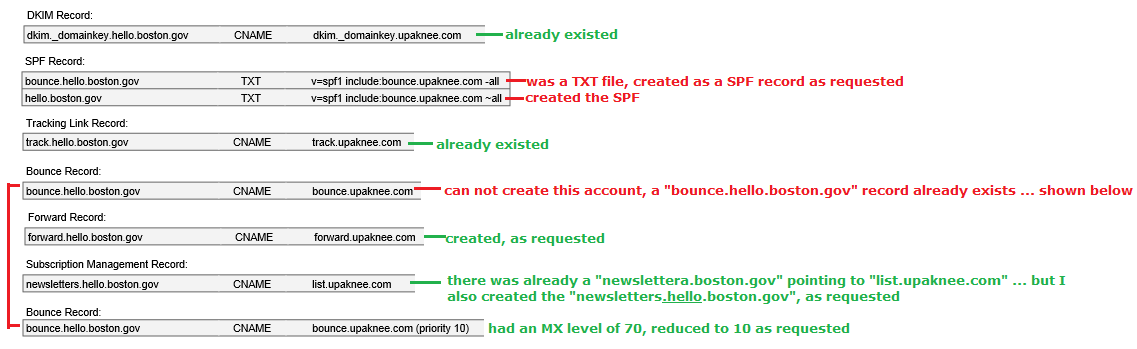 DKIM Record:
dkim._domainkey.hello.boston.gov CNAME dkim._domainkey.upaknee.com already existed
SPF Record:
bounce.hello.boston.gov TXT v=spf1 include:bounce.upaknee.com -all was a TXT file, created as a SPF record as requested
hello.boston.gov TXT v=spf1 include:bounce.upaknee.com ~all created the SPF
Tracking Link Record:
track.hello.boston.gov CNAME track.upaknee.com already existed
Bounce Record:
bounce.hello.boston.gov CNAME bounce.upaknee.com can not create this account, a "bounce.hello.boston.gov" record already exists ... shown below
Forward Record:
forward.hello.boston.gov CNAME forward.upaknee.com created, as requested
Subscription Management Record:
newsletters.hello.boston.gov CNAME list.upaknee.com there was already a "newslettera.boston.gov" pointing to "list.upaknee.com" ... but I
also created the "newsletters.hello.boston.gov", as requested
Bounce Record:
bounce.hello.boston.gov CNAME bounce.upaknee.com (priority 10) had an MX level of 70, reduced to 10 as requested